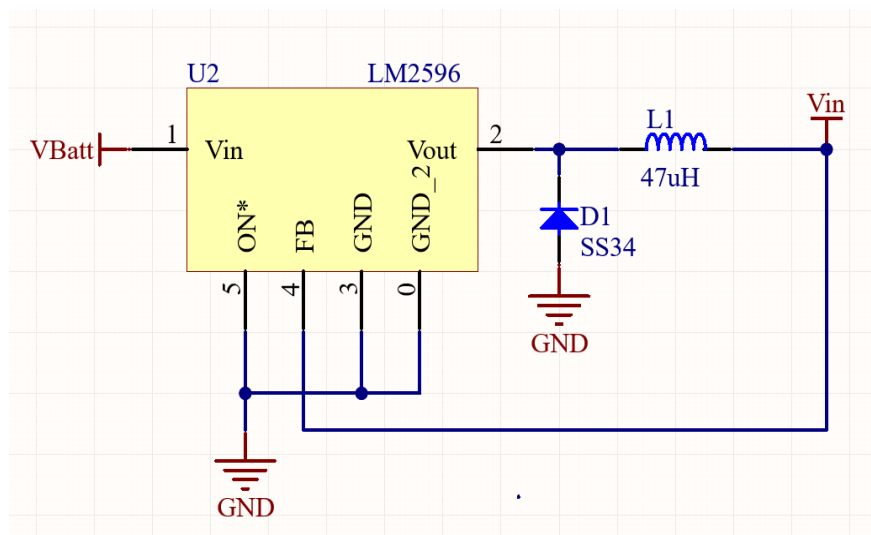 U2
LM2596
Vin
L1
VBatt
1
Vin
Vout
2
47uH
ON*
FB
GND
GND_2
D1
SS34
5
4
3
0
GND
GND